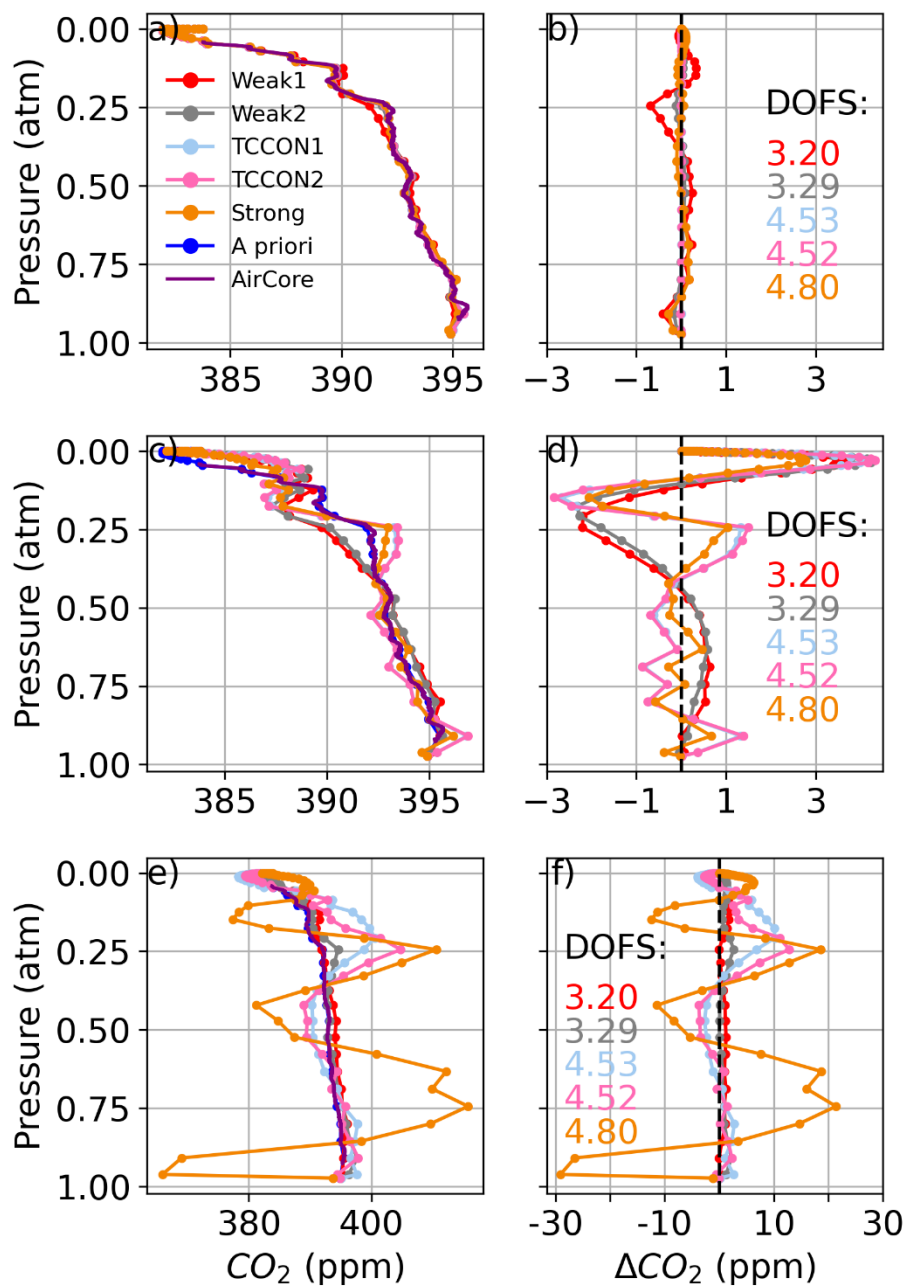 a)
0.00
0.25
0.50
0.75
1.00
Pressure (atm)
Weak1
Weak2
TCCON1
TCCON2
Strong
A priori
AirCore
385
390
395
b)
DOFS:
3.20
3.29
4.53
4.52
4.80
-3
-1
1
3
c)
0.00
0.25
0.50
0.75
1.00
Pressure (atm)
385
390
395
d)
DOFS:
3.20
3.29
4.53
4.52
4.80
-3
-1
1
3
e)
0.00
0.25
0.50
0.75
1.00
Pressure (atm)
380
400
CO2 (ppm)
f)
DOFS:
3.20
3.29
4.53
4.52
4.80
-30
-10
10
30
ΔCO2 (ppm)